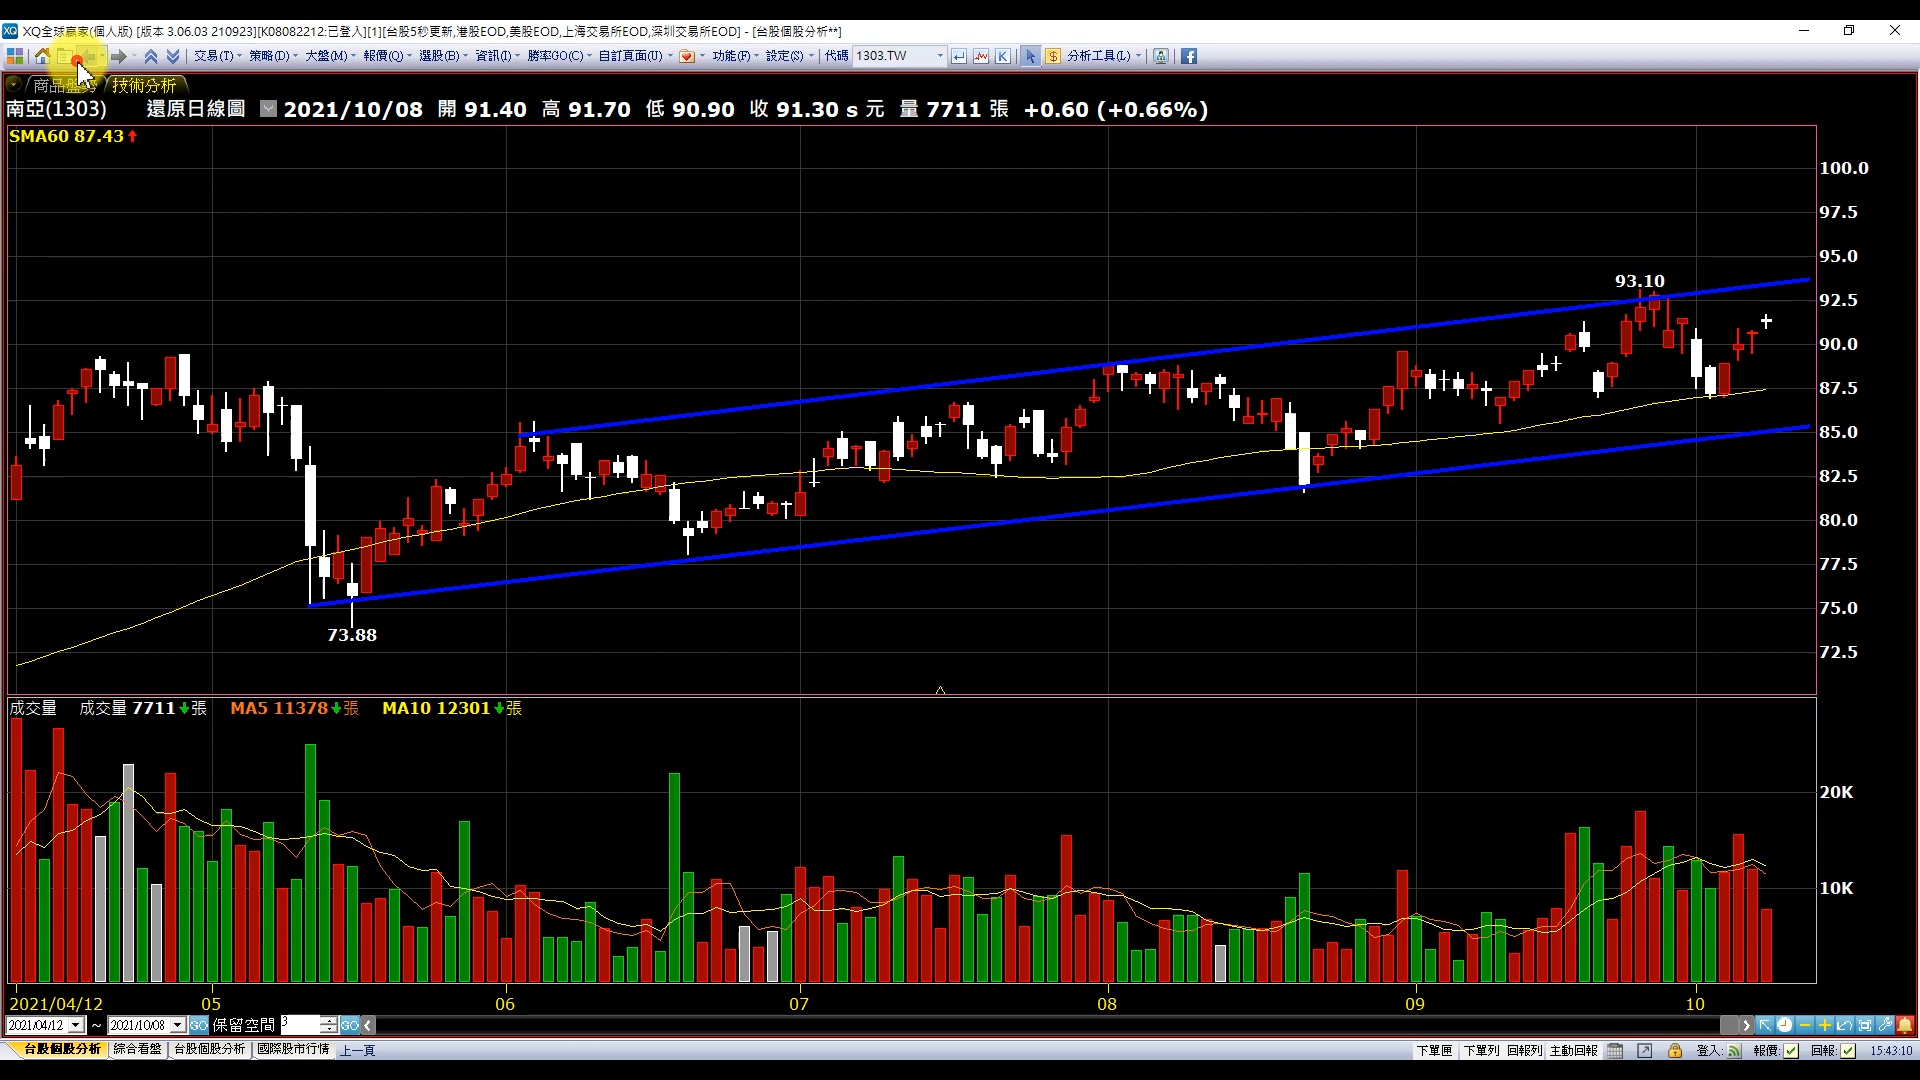 XQ全球贏家(個人版) [版本 3.06.03 210923][K08082212:已登入][1][台股5秒更新,港股EOD,美股EOD,上海交易所EOD,深圳交易所EOD] - [台股個股分析**]
交易(T) 策略(D) 大盤(M) 報價(Q) 選股(B) 資訊(I) 勝率GO(C) 自訂頁面(U) 功能(F) 設定(S) 代碼 1303.TW K $ 分析工具(L)
商品盤勢 技術分析
南亞(1303) 還原日線圖 2021/10/08 開 91.40 高 91.70 低 90.90 收 91.30 s 元 量 7711 張 +0.60 (+0.66%)
SMA60 87.43
100.0
97.5
95.0
93.10
92.5
90.0
87.5
85.0
82.5
80.0
77.5
75.0
73.88
72.5
成交量 成交量 7711 張 MA5 11378 張 MA10 12301 張
20K
10K
2021/04/12 05 06 07 08 09 10
2021/04/12 ~ 2021/10/08 GO 保留空間 3 GO
台股個股分析 綜合看盤 台股個股分析 國際股市行情 上一頁 下單匣 下單列 回報列 主動回報 登入: 報價: 回報: 15:43:10